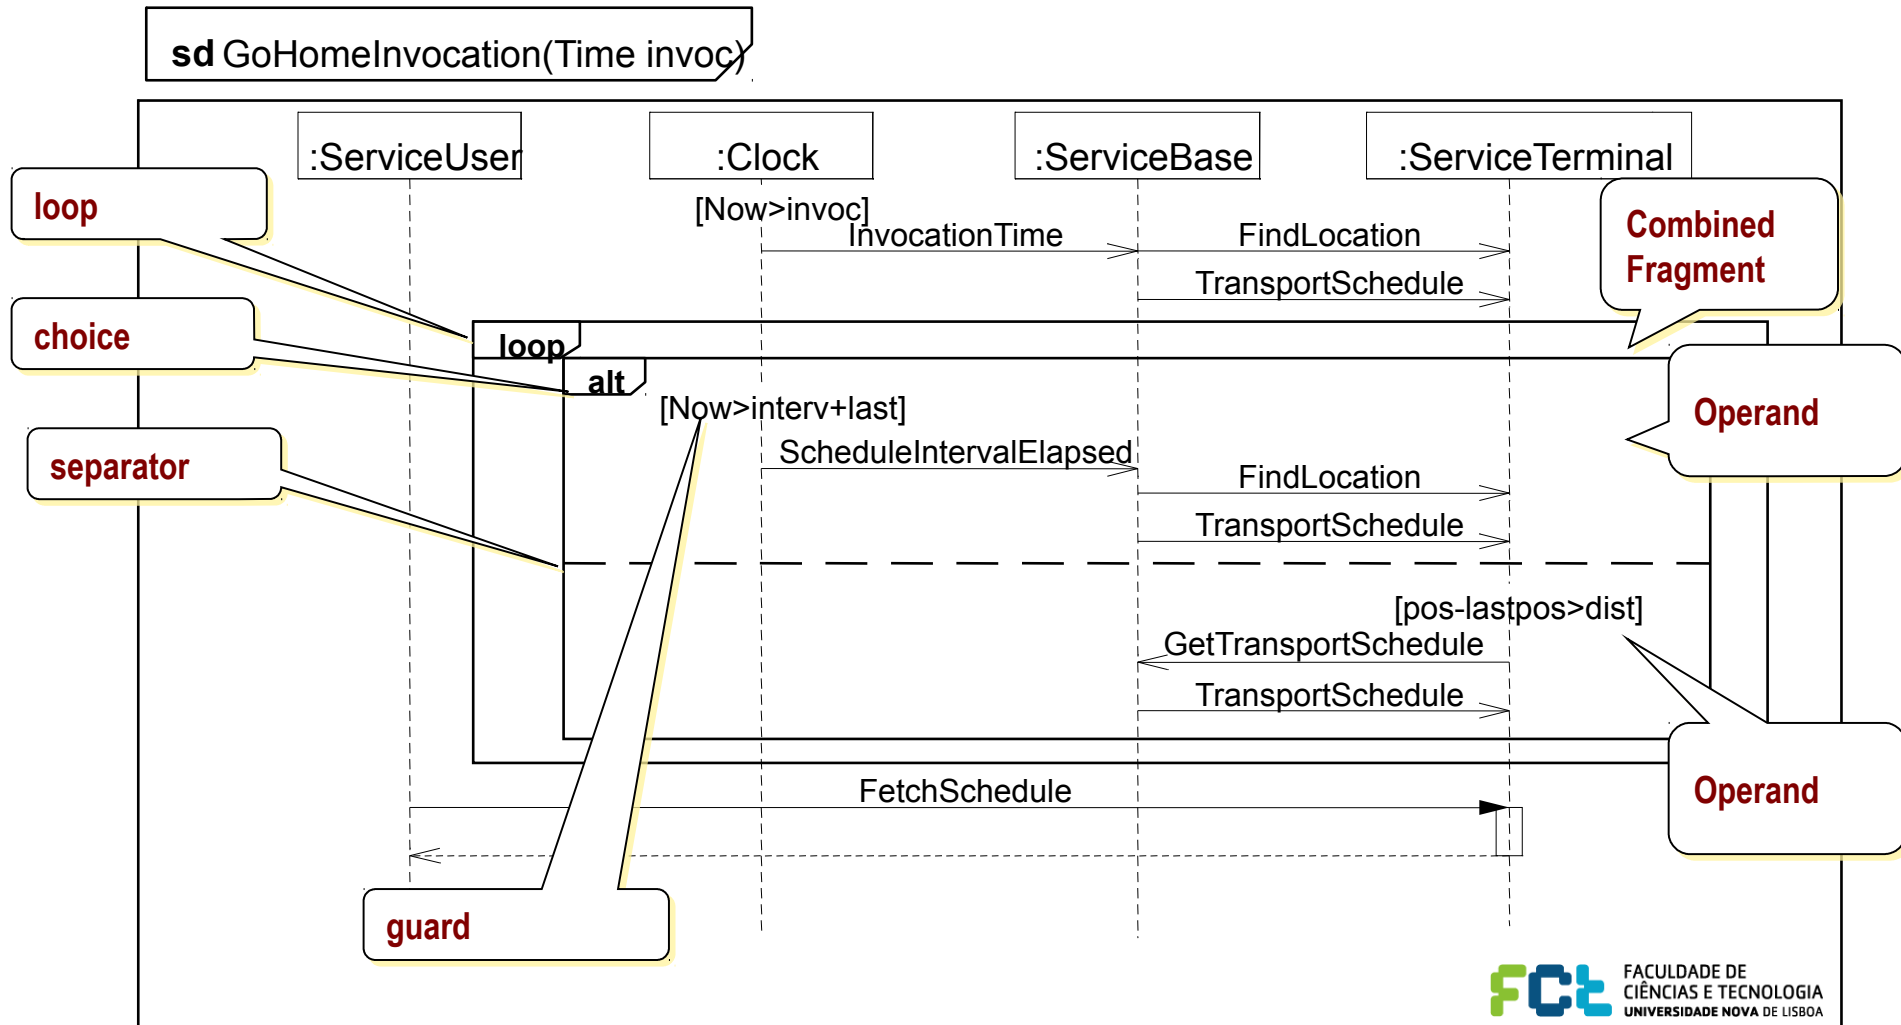 sd GoHomeInvocation(Time invoc)
:ServiceUser
:Clock
:ServiceBase
:ServiceTerminal
loop
[Now>invoc]
Combined
Fragment
InvocationTime
FindLocation
TransportSchedule
choice
loop
alt
[Now>interv+last]
Operand
separator
ScheduleIntervalElapsed
FindLocation
TransportSchedule
[pos-lastpos>dist]
GetTransportSchedule
TransportSchedule
FetchSchedule
Operand
guard
FCt
FACULDADE DE
CIÊNCIAS E TECNOLOGIA
UNIVERSIDADE NOVA DE LISBOA